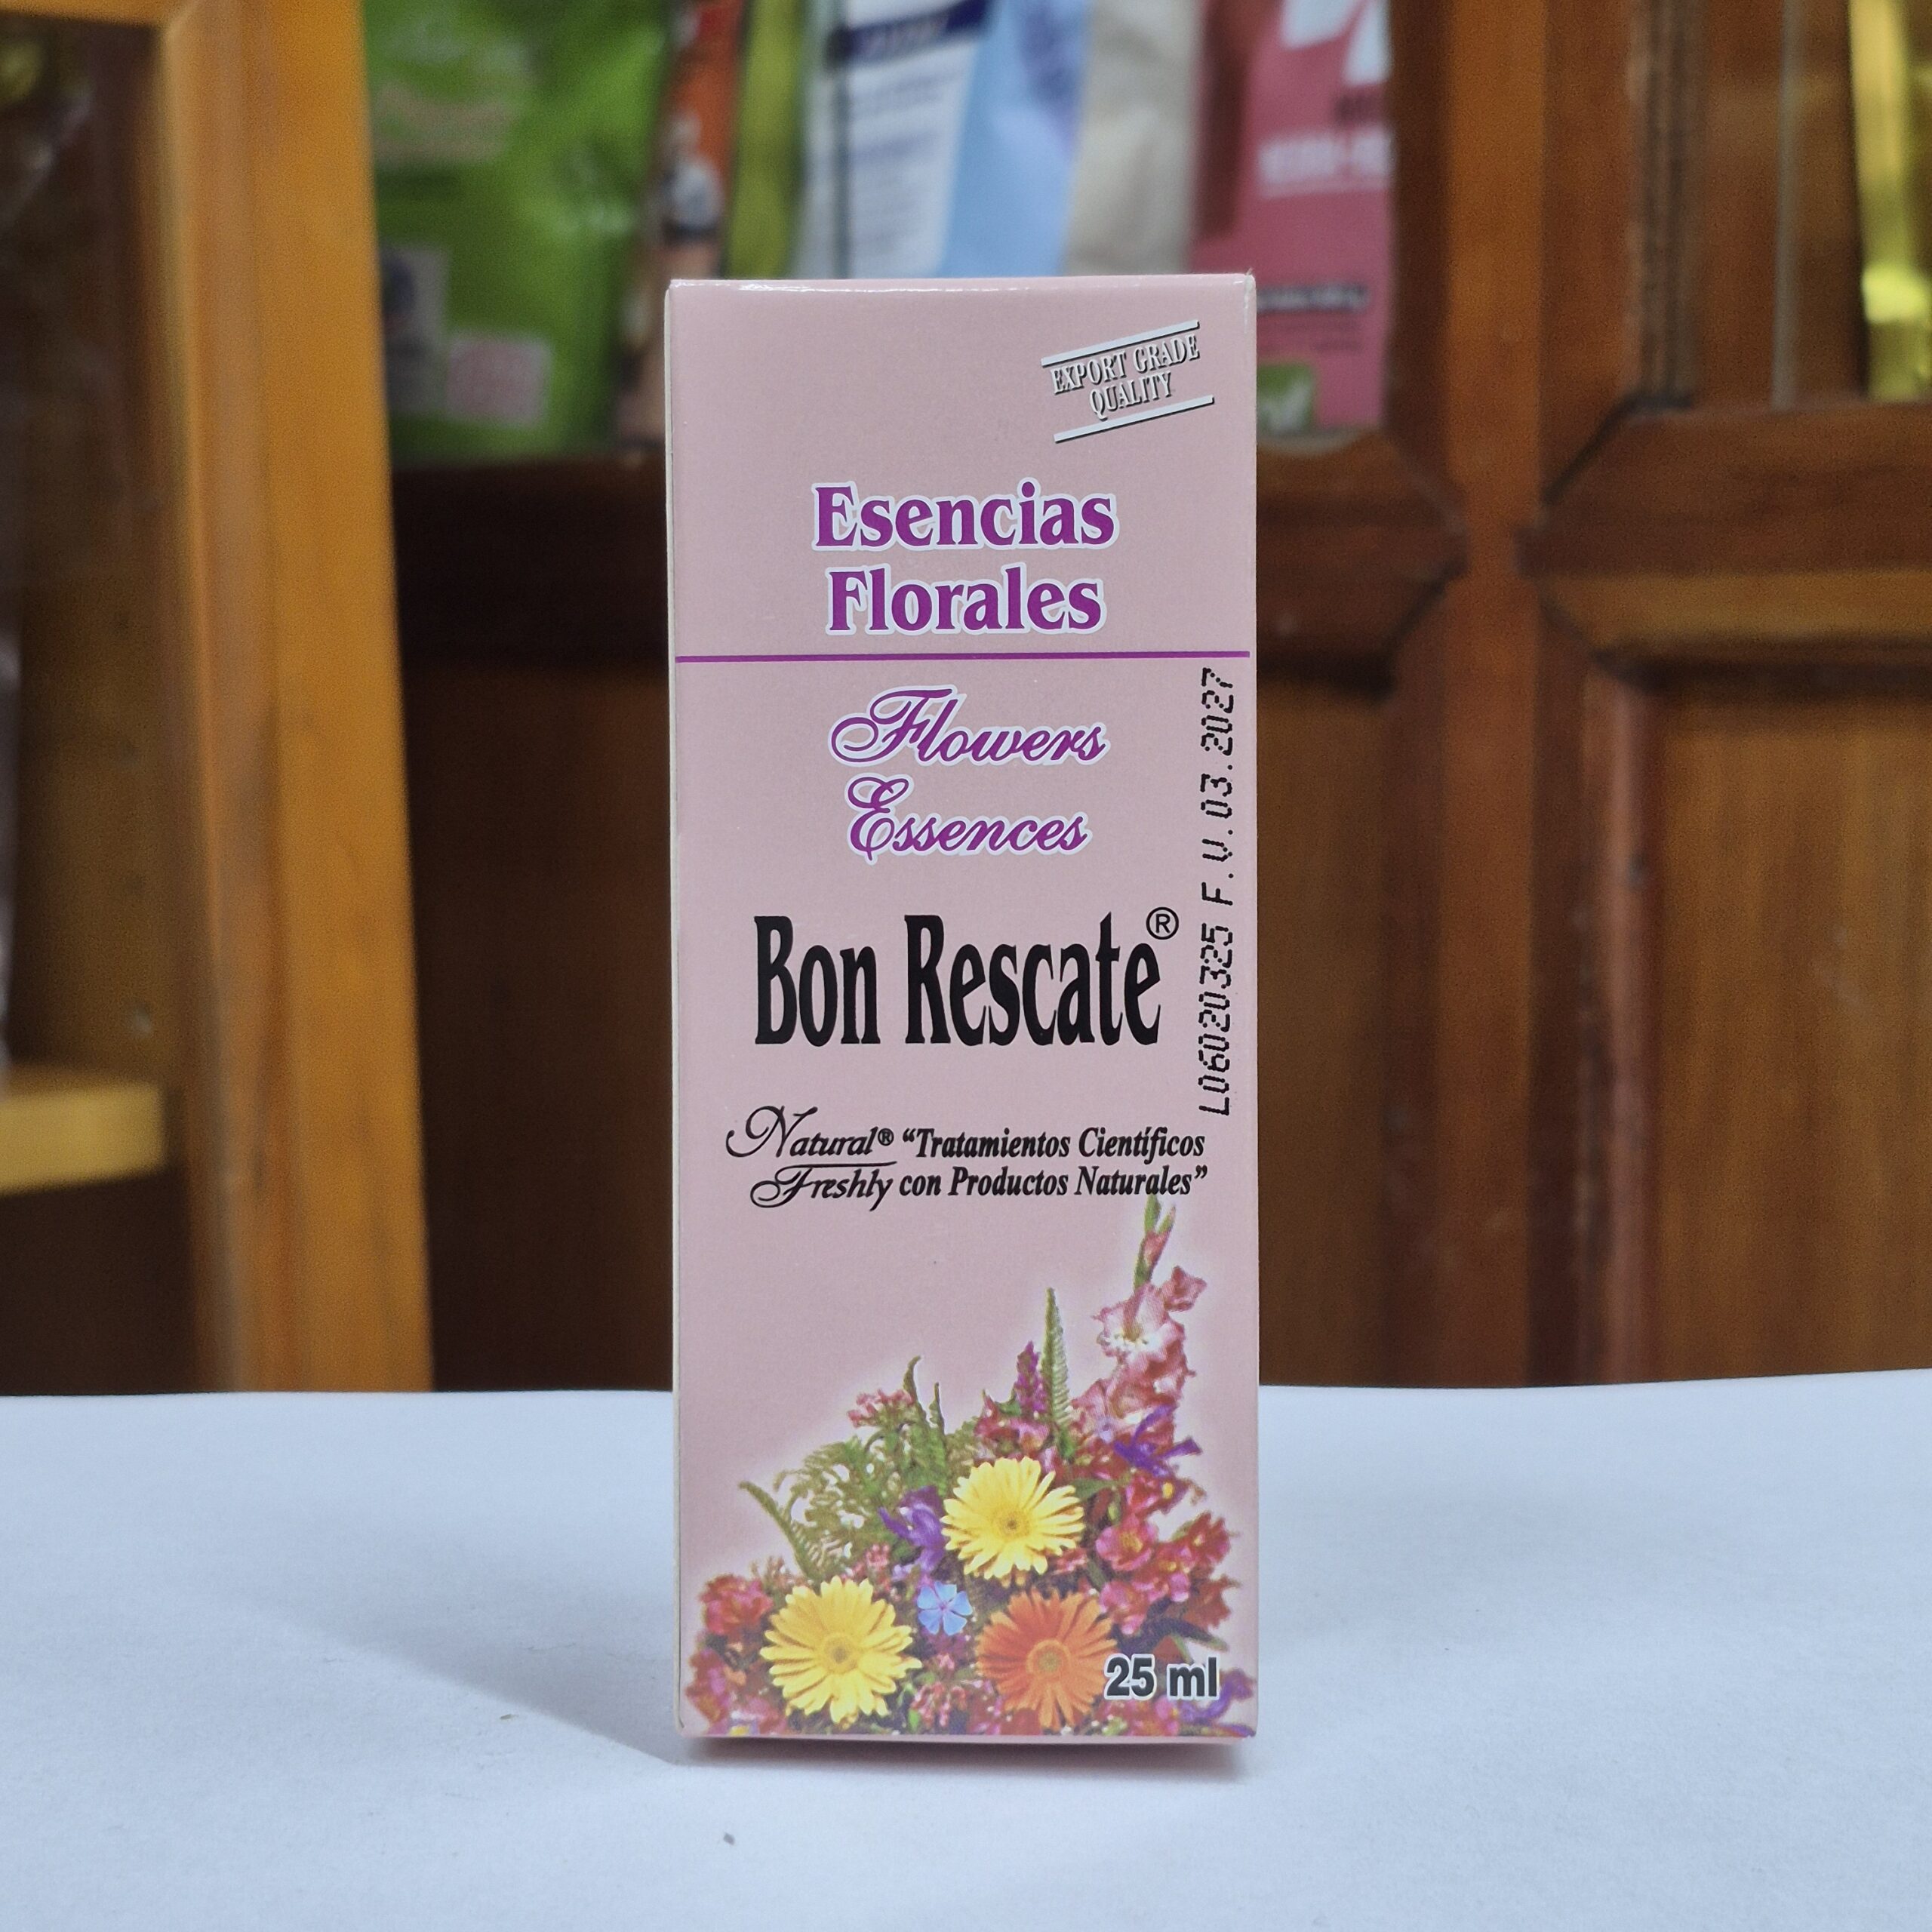 EXPORT GRADE
QUALITY
Esencias
Florales
Flowers
Essences
Bon Rescate®
L06020325 F.V.03.2027
Natural® “Tratamientos Científicos
Freshly con Productos Naturales”
25 ml